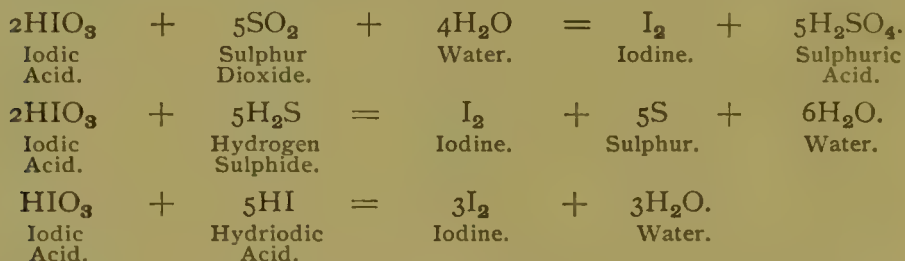 2HIO₃ + 5SO₂ + 4H₂O = I₂ + 5H₂SO₄.
Iodic Sulphur Water. Iodine. Sulphuric
Acid. Dioxide. Acid.
2HIO₃ + 5H₂S = I₂ + 5S + 6H₂O.
Iodic Hydrogen Iodine. Sulphur. Water.
Acid. Sulphide.
HIO₃ + 5HI = 3I₂ + 3H₂O.
Iodic Hydriodic Iodine. Water.
Acid. Acid.